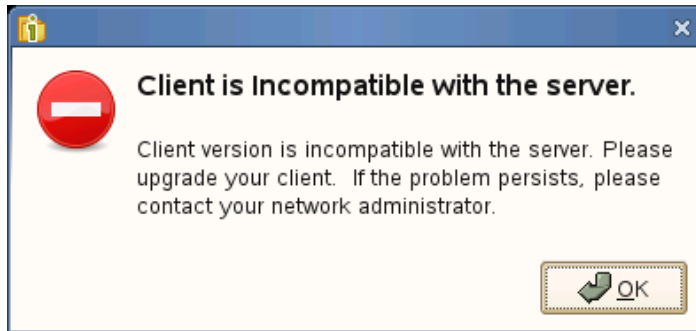 Client is Incompatible with the server.
Client version is incompatible with the server. Please
upgrade your client.  If the problem persists, please
contact your network administrator.
OK